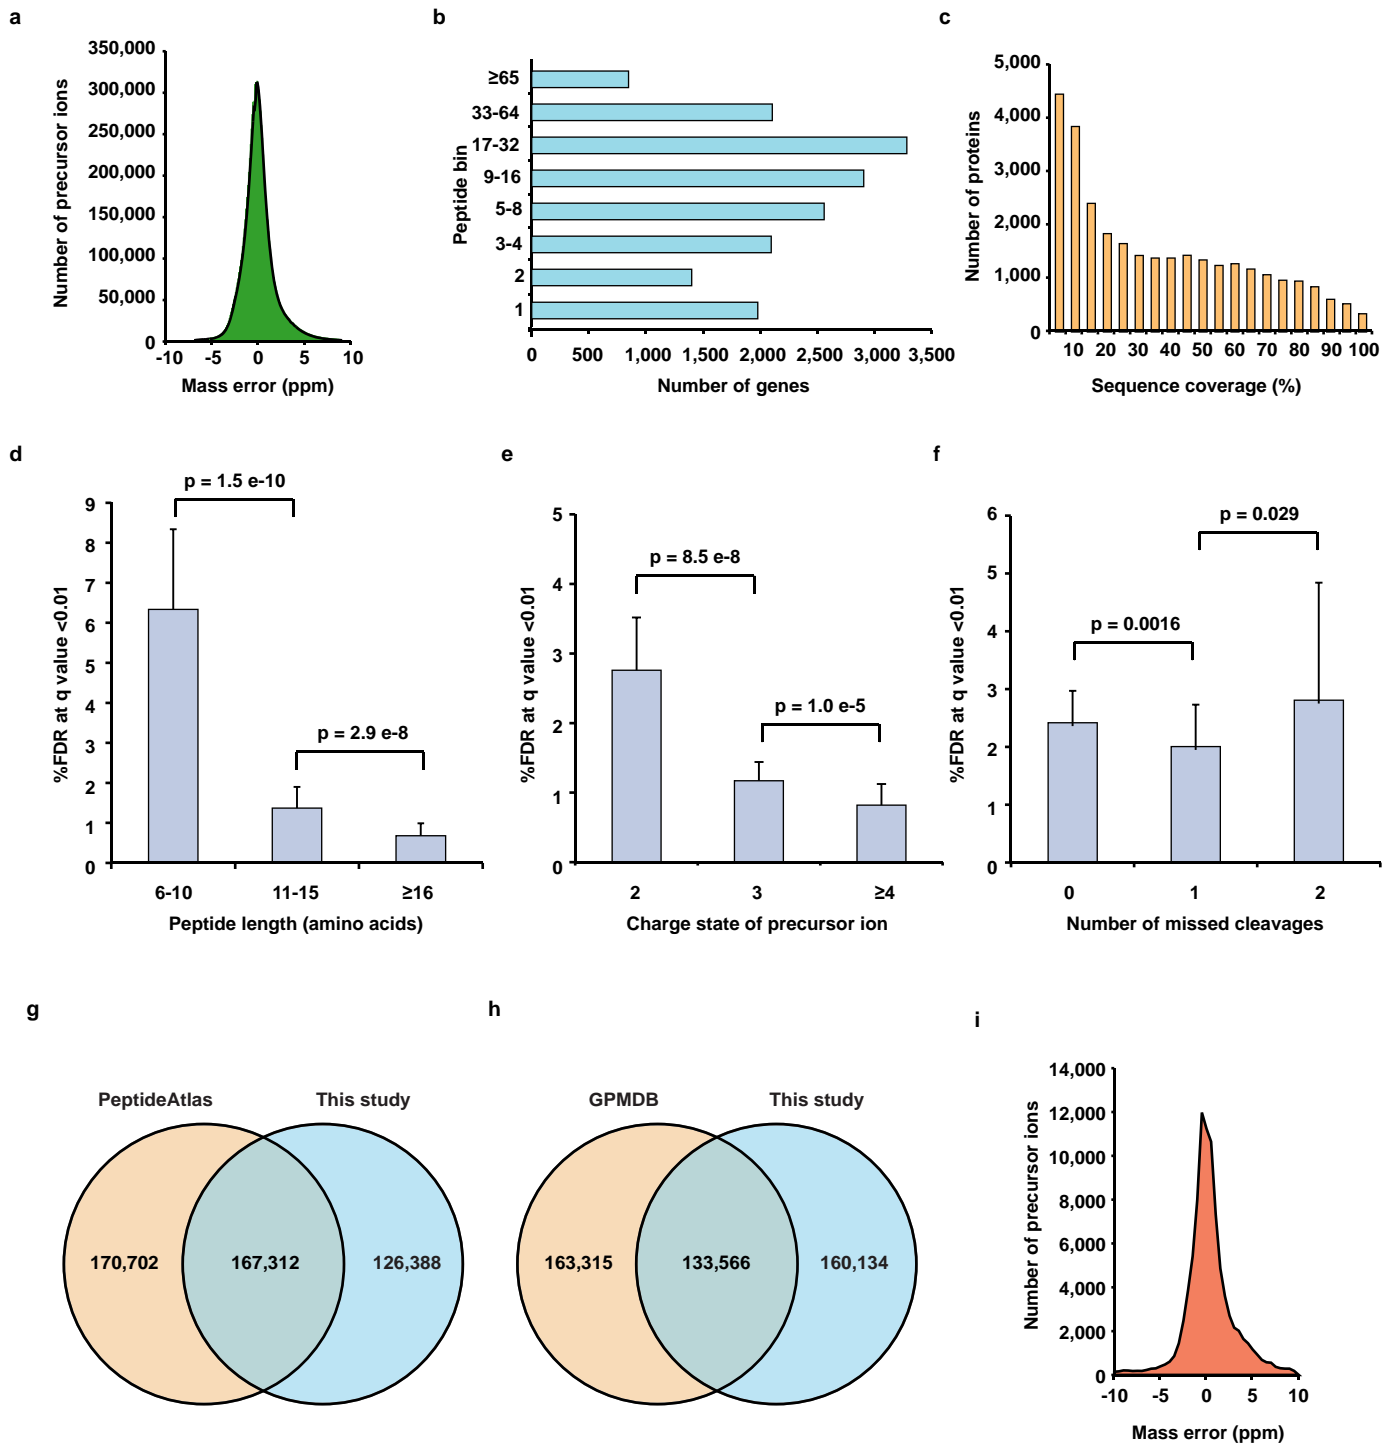 a
350,000
300,000
250,000
200,000
150,000
100,000
50,000
0
-10 -5 0 5 10
Number of precursor ions
Mass error (ppm)
b
≥65
33-64
17-32
9-16
5-8
3-4
2
1
Peptide bin
0 500 1,000 1,500 2,000 2,500 3,000 3,500
Number of genes
c
5,000
4,000
3,000
2,000
1,000
0
Number of proteins
10 20 30 40 50 60 70 80 90 100
Sequence coverage (%)
d
p = 1.5 e-10
p = 2.9 e-8
9
8
7
6
5
4
3
2
1
0
%FDR at q value <0.01
6-10 11-15 ≥16
Peptide length (amino acids)
e
p = 8.5 e-8
p = 1.0 e-5
5
4
3
2
1
0
%FDR at q value <0.01
2 3 ≥4
Charge state of precursor ion
f
p = 0.029
p = 0.0016
6
5
4
3
2
1
0
%FDR at q value <0.01
0 1 2
Number of missed cleavages
g
PeptideAtlas This study
170,702 167,312 126,388
h
GPMDB This study
163,315 133,566 160,134
i
14,000
12,000
10,000
8,000
6,000
4,000
2,000
0
Number of precursor ions
-10 -5 0 5 10
Mass error (ppm)